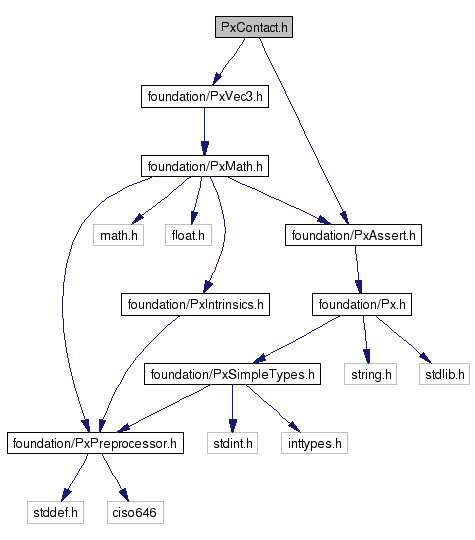 PxContact.h
foundation/PxVec3.h
foundation/PxMath.h
math.h
float.h
foundation/PxAssert.h
foundation/PxIntrinsics.h
foundation/Px.h
foundation/PxSimpleTypes.h
string.h
stdlib.h
foundation/PxPreprocessor.h
stdint.h
inttypes.h
stddef.h
ciso646